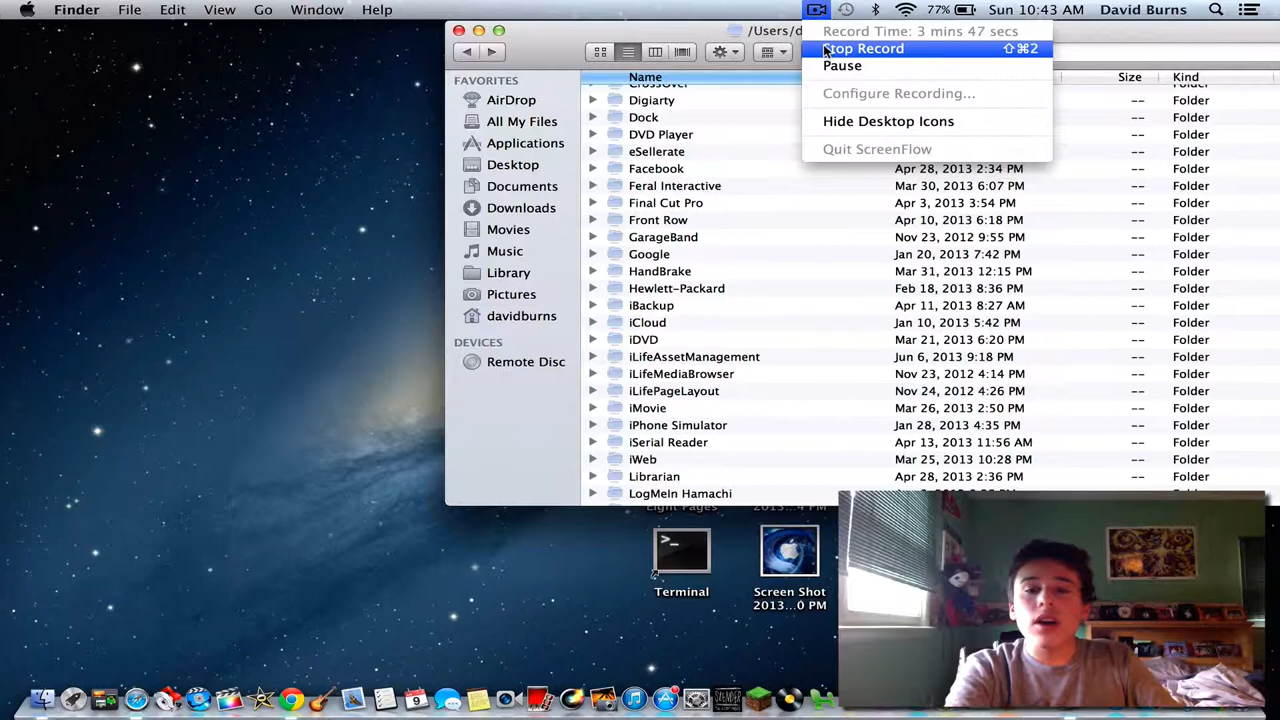 Finder File Edit View Go Window Help 77% Sun 10:43 AM David Burns
/Users/d
Record Time: 3 mins 47 secs
Stop Record ⇧⌘2
Pause
Configure Recording...
Hide Desktop Icons
Quit ScreenFlow
FAVORITES
AirDrop
All My Files
Applications
Desktop
Documents
Downloads
Movies
Music
Library
Pictures
davidburns
DEVICES
Remote Disc
Name Size Kind
CrossOver
Digiarty -- Folder
Dock -- Folder
DVD Player -- Folder
eSellerate -- Folder
Facebook Apr 28, 2013 2:34 PM -- Folder
Feral Interactive Mar 30, 2013 6:07 PM -- Folder
Final Cut Pro Apr 3, 2013 3:54 PM -- Folder
Front Row Apr 10, 2013 6:18 PM -- Folder
GarageBand Nov 23, 2012 9:55 PM -- Folder
Google Jan 20, 2013 7:42 PM -- Folder
HandBrake Mar 31, 2013 12:15 PM -- Folder
Hewlett-Packard Feb 18, 2013 8:36 PM -- Folder
iBackup Apr 11, 2013 8:27 AM -- Folder
iCloud Jan 10, 2013 5:42 PM -- Folder
iDVD Mar 21, 2013 6:20 PM -- Folder
iLifeAssetManagement Jun 6, 2013 9:18 PM -- Folder
iLifeMediaBrowser Nov 23, 2012 4:14 PM -- Folder
iLifePageLayout Nov 24, 2012 4:26 PM -- Folder
iMovie Mar 26, 2013 2:50 PM -- Folder
iPhone Simulator Jan 28, 2013 4:35 PM -- Folder
iSerial Reader Apr 13, 2013 11:56 AM -- Folder
iWeb Mar 25, 2013 10:28 PM -- Folder
Librarian Apr 28, 2013 2:36 PM -- Folder
LogMeIn Hamachi
Eight Pages 2013...4 PM
Terminal
Screen Shot
2013...0 PM